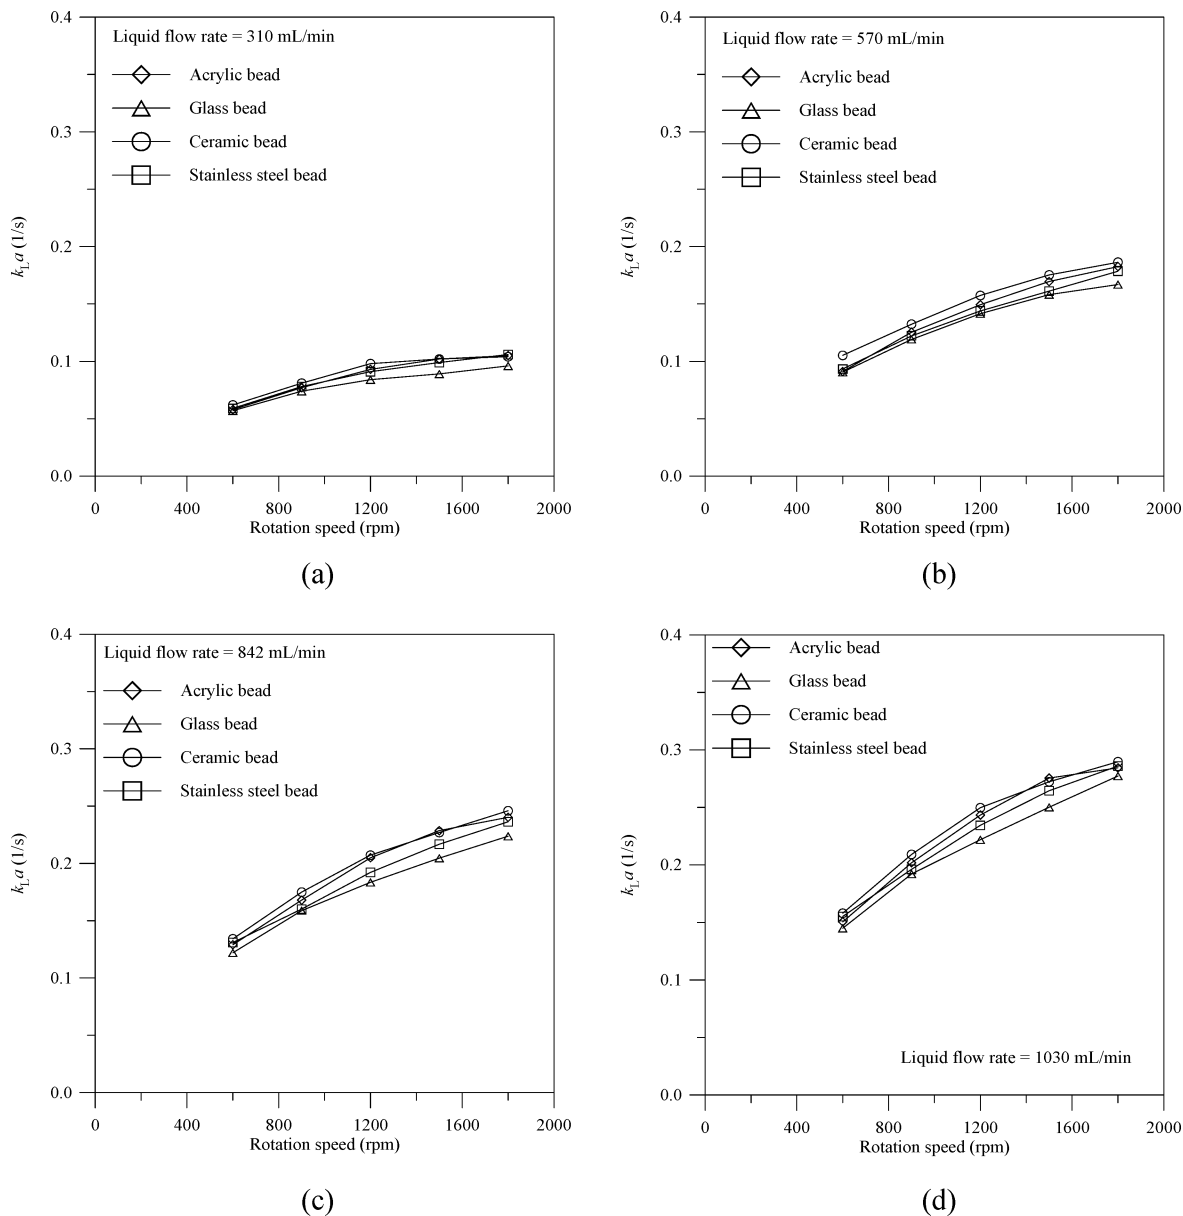 0.4
Liquid flow rate = 310 mL/min
Acrylic bead
Glass bead
0.3
Ceramic bead
Stainless steel bead
0.2
kLa (1/s)
0.1
0.0
0 400 800 1200 1600 2000
Rotation speed (rpm)
(a)
0.4
Liquid flow rate = 570 mL/min
Acrylic bead
Glass bead
0.3
Ceramic bead
Stainless steel bead
0.2
kLa (1/s)
0.1
0.0
0 400 800 1200 1600 2000
Rotation speed (rpm)
(b)
0.4
Liquid flow rate = 842 mL/min
Acrylic bead
Glass bead
0.3
Ceramic bead
Stainless steel bead
0.2
kLa (1/s)
0.1
0.0
0 400 800 1200 1600 2000
Rotation speed (rpm)
(c)
0.4
Acrylic bead
Glass bead
Ceramic bead
Stainless steel bead
0.3
0.2
kLa (1/s)
0.1
Liquid flow rate = 1030 mL/min
0.0
0 400 800 1200 1600 2000
Rotation speed (rpm)
(d)